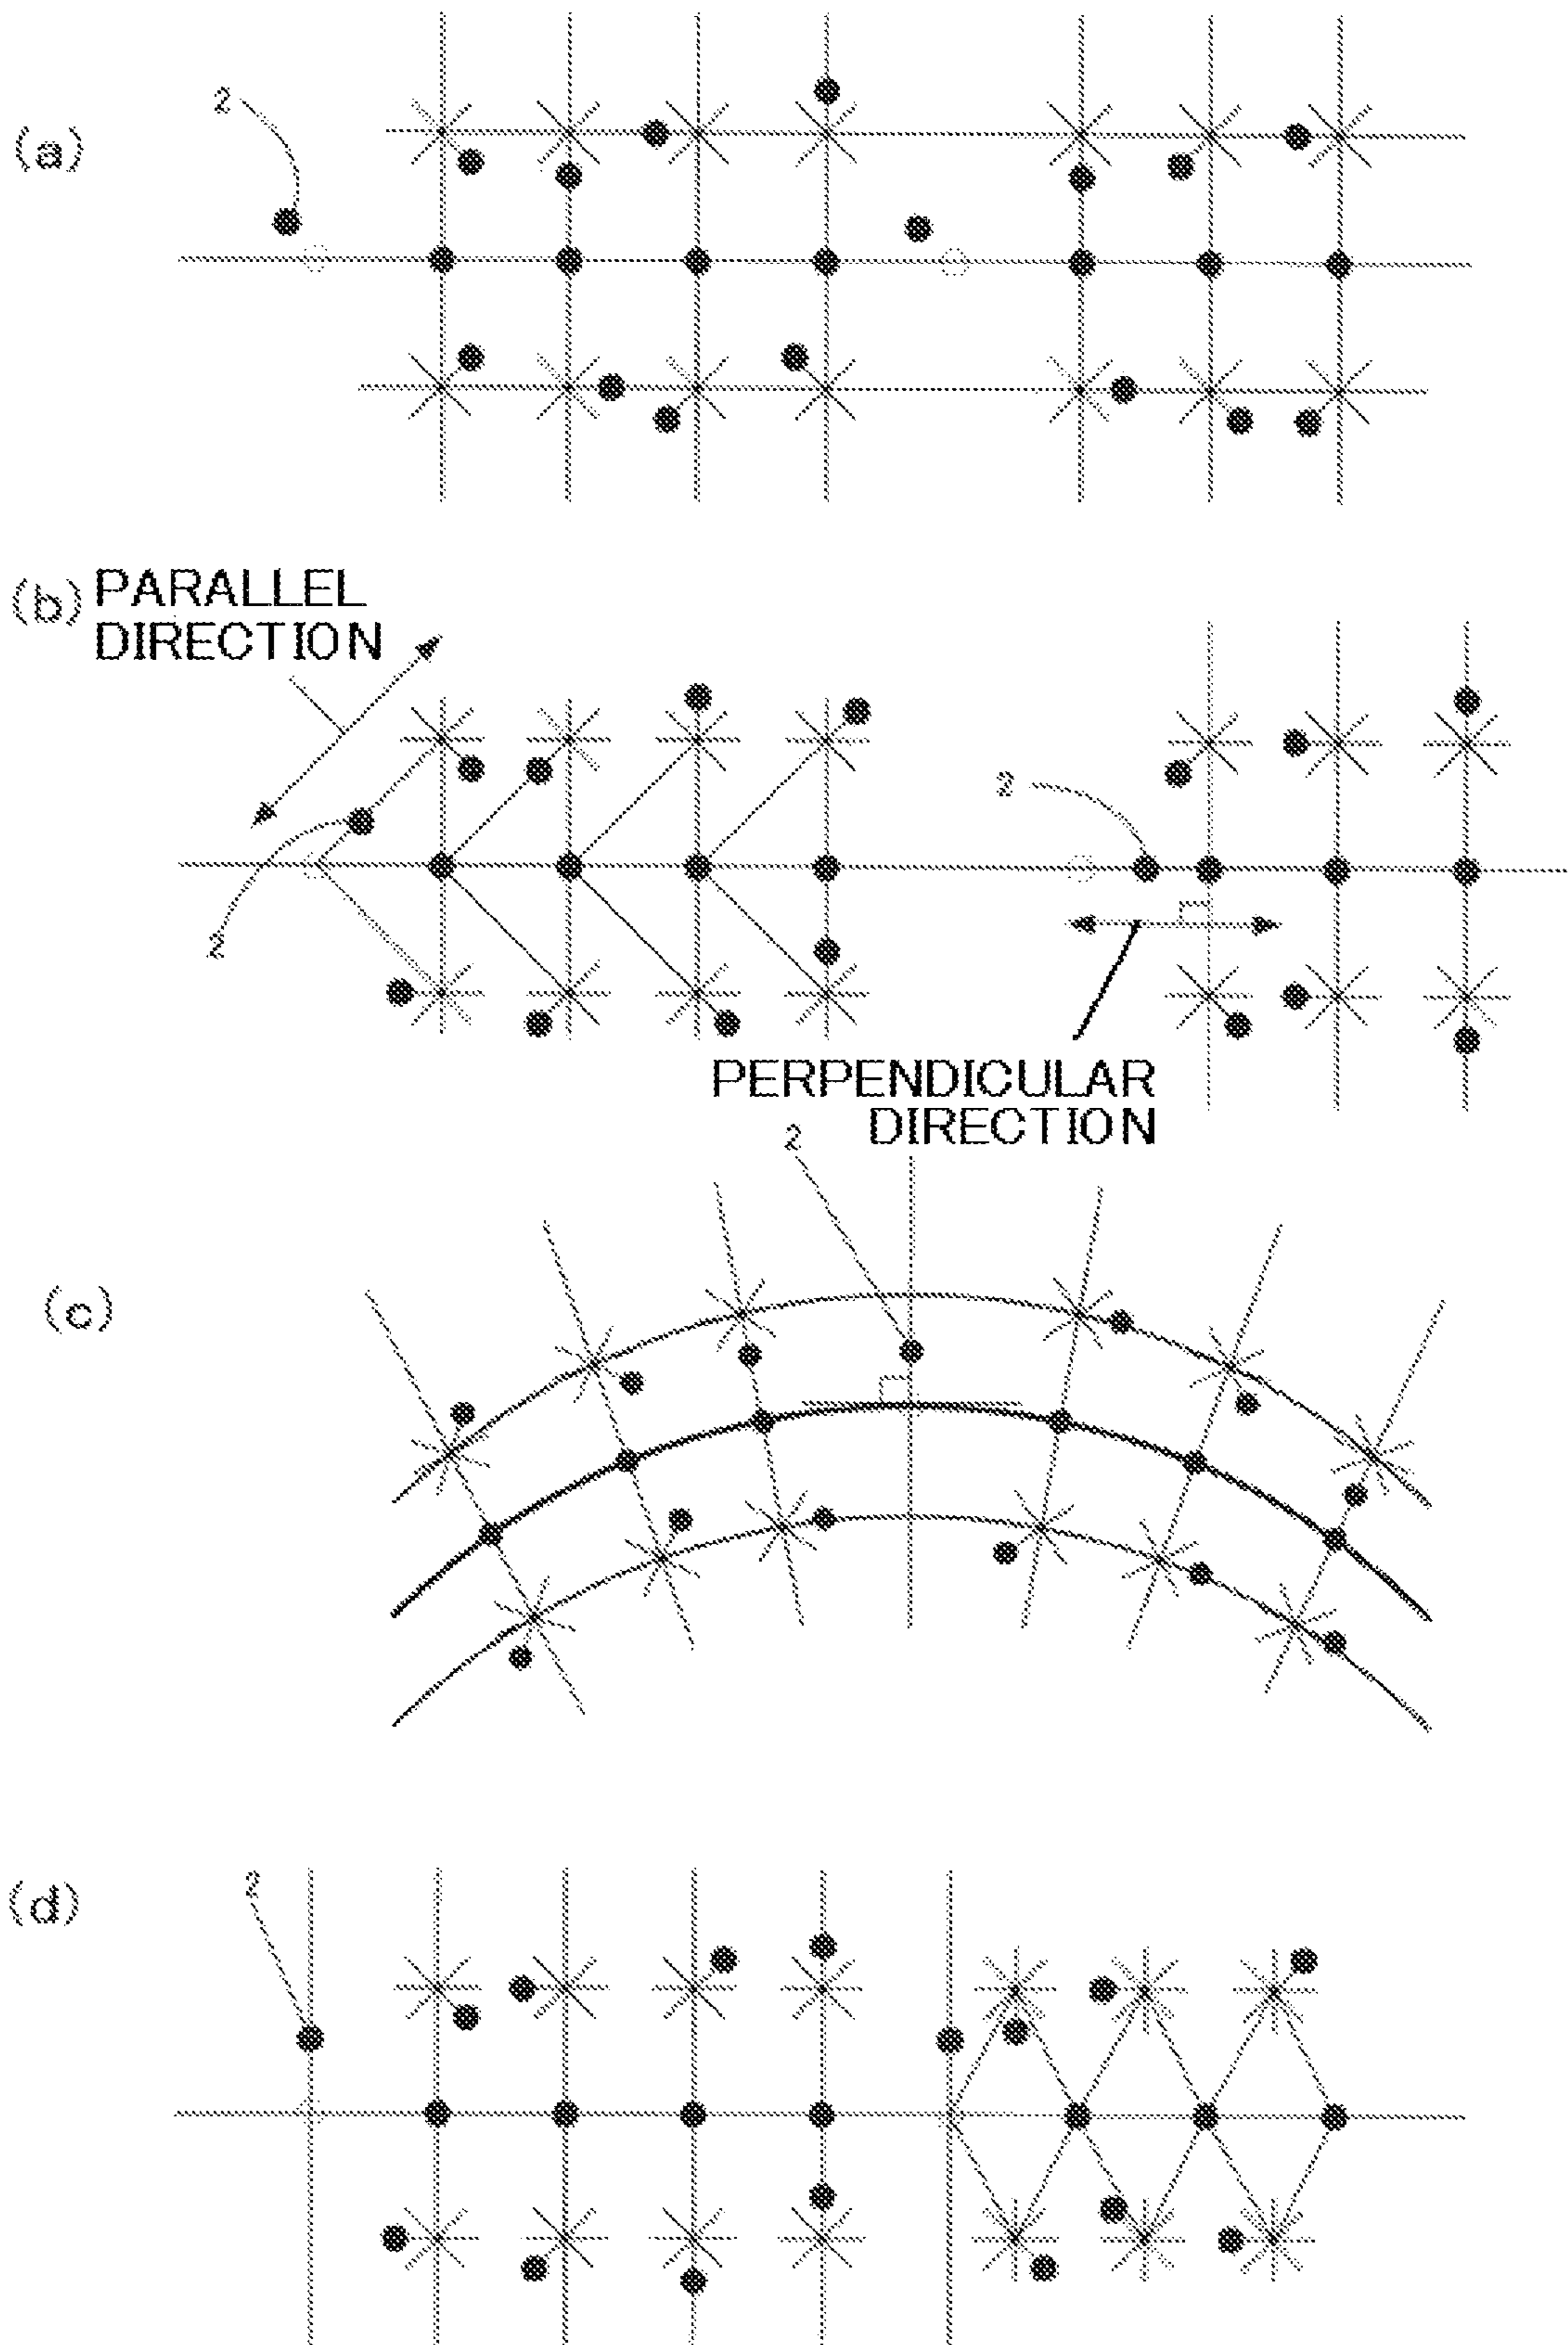 (a)
2
(b) PARALLEL
DIRECTION
2
2
PERPENDICULAR
DIRECTION
2
(c)
(d)
2